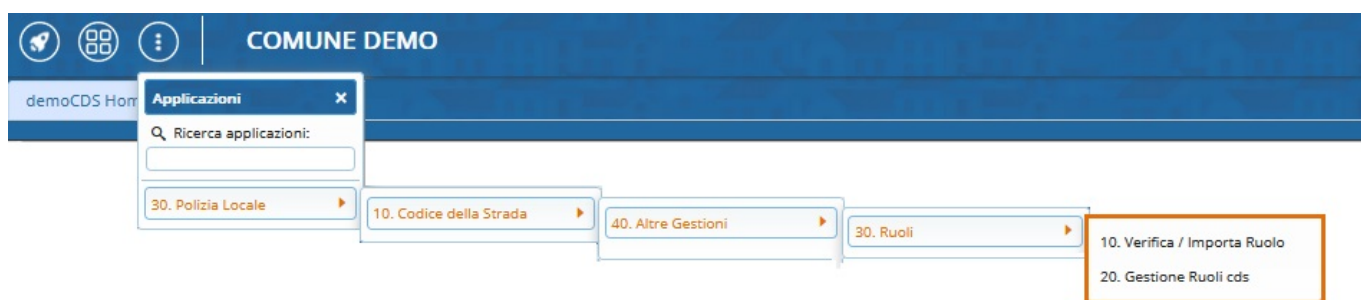 COMUNE DEMO
demoCDS Hom
Applicazioni
Ricerca applicazioni:
30. Polizia Locale
10. Codice della Strada
40. Altre Gestioni
30. Ruoli
10. Verifica / Importa Ruolo
20. Gestione Ruoli cds